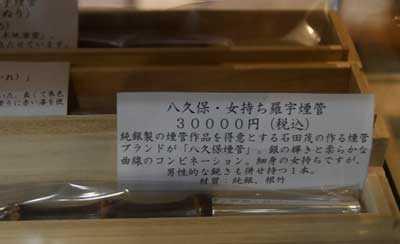 煙管
ぬり)
八久保・女持ち羅宇煙管
30000円(税込)
純銀製の煙管作品を得意とする石田茂の作る煙管
ブランドが「八久保煙管」。銀の輝きと柔らかな
曲線のコンビネーション。細身の女持ちですが、
男性的な鋭さも併せ持つ1本。
材質：純銀、根竹